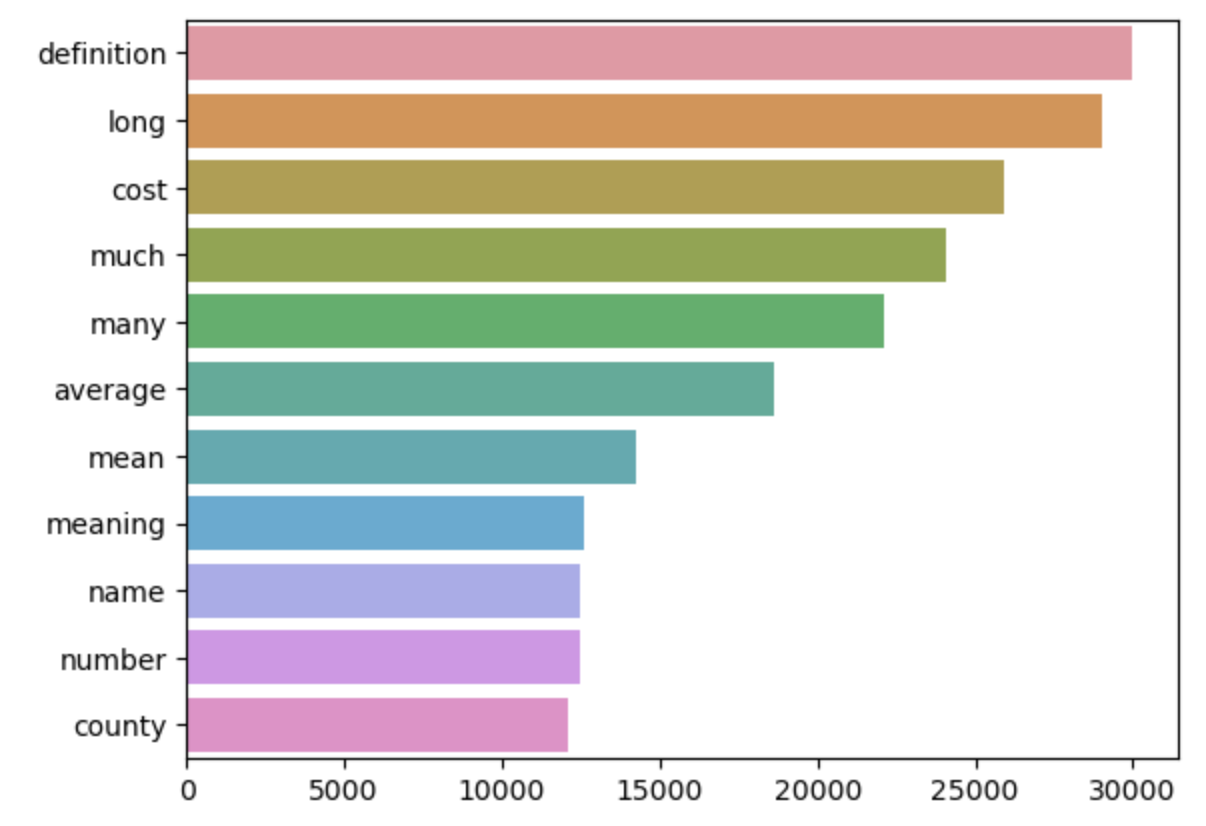 definition
long
cost
much
many
average
mean
meaning
name
number
county
0 5000 10000 15000 20000 25000 30000